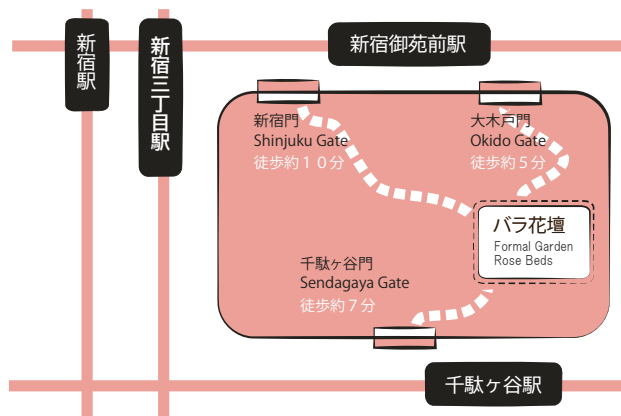 新宿駅
新宿三丁目駅
新宿御苑前駅
新宿門
Shinjuku Gate
徒歩約１０分
大木戸門
Okido Gate
徒歩約５分
バラ花壇
Formal Garden
Rose Beds
千駄ヶ谷門
Sendagaya Gate
徒歩約７分
千駄ヶ谷駅